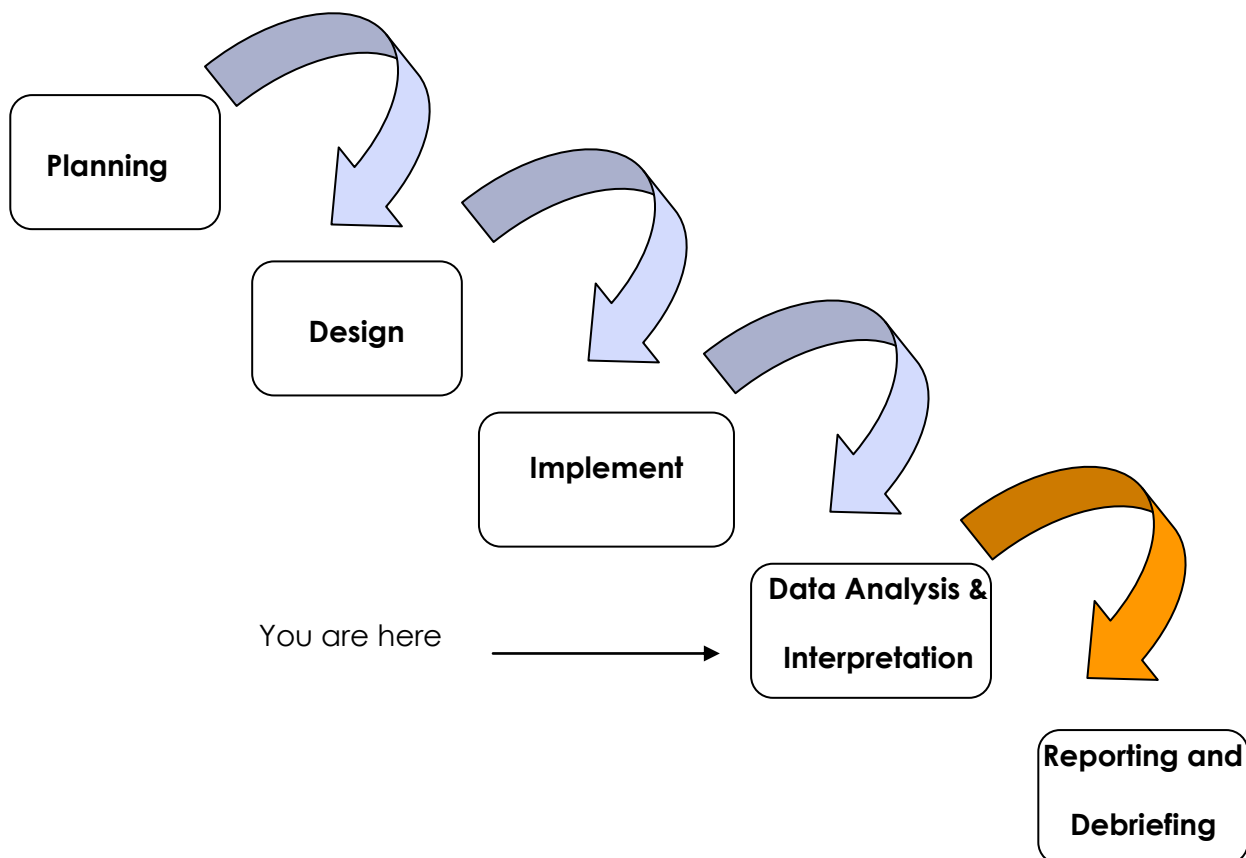 Planning
Design
Implement
Data Analysis &
Interpretation
You are here
Reporting and
Debriefing